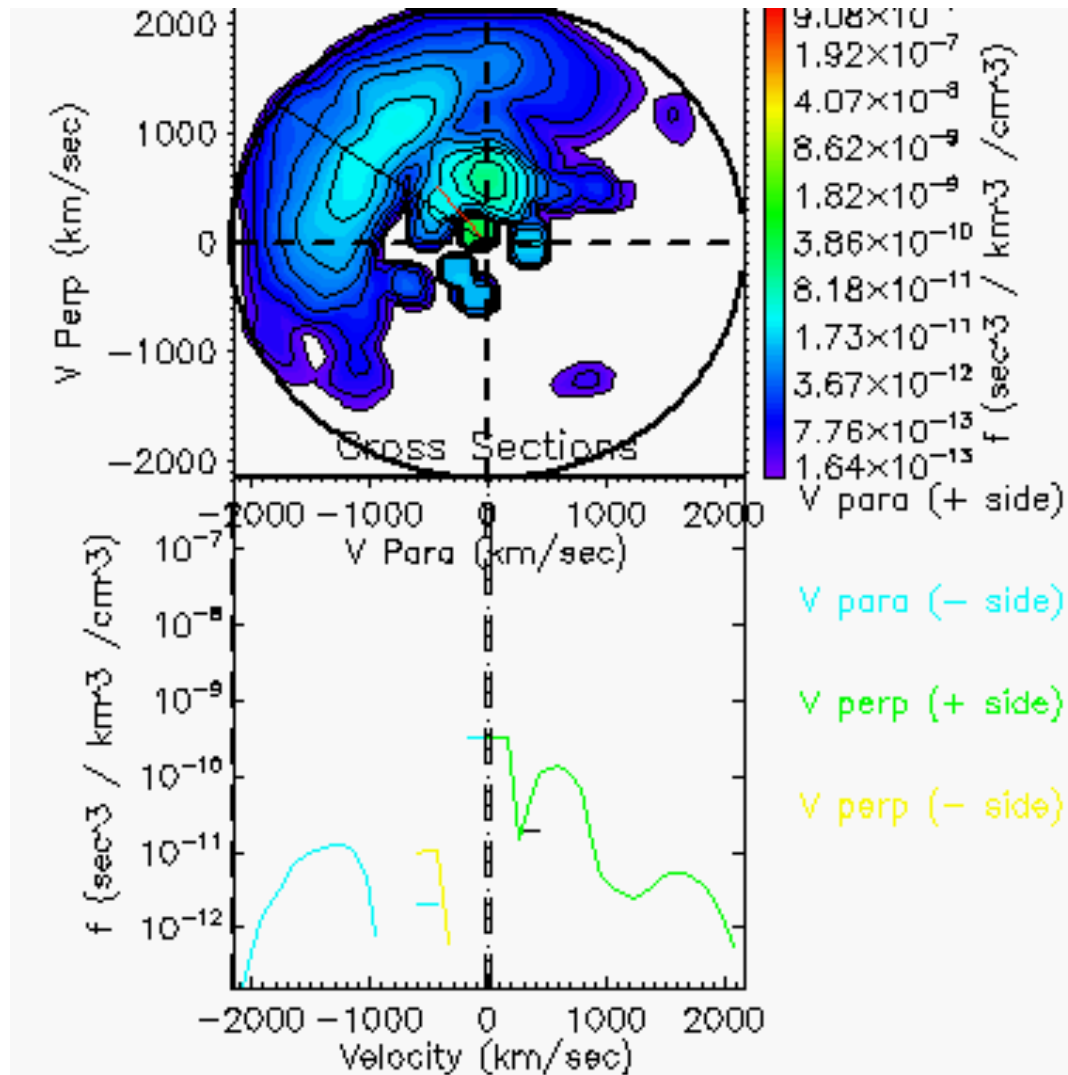 2000
1000
0
−1000
−2000
V Perp (km/sec)
1.92×10^−7
4.07×10^−8
8.62×10^−9
1.82×10^−9
3.86×10^−10
8.18×10^−11
1.73×10^−11
3.67×10^−12
7.76×10^−13
1.64×10^−13
f (sec^3 / km^3 /cm^3)
Cross Sections
−2000 −1000 0 1000 2000
V Para (km/sec)
V para (+ side)
V para (− side)
V perp (+ side)
V perp (− side)
10^−7
10^−8
10^−9
10^−10
10^−11
10^−12
f (sec^3 / km^3 /cm^3)
−2000 −1000 0 1000 2000
Velocity (km/sec)